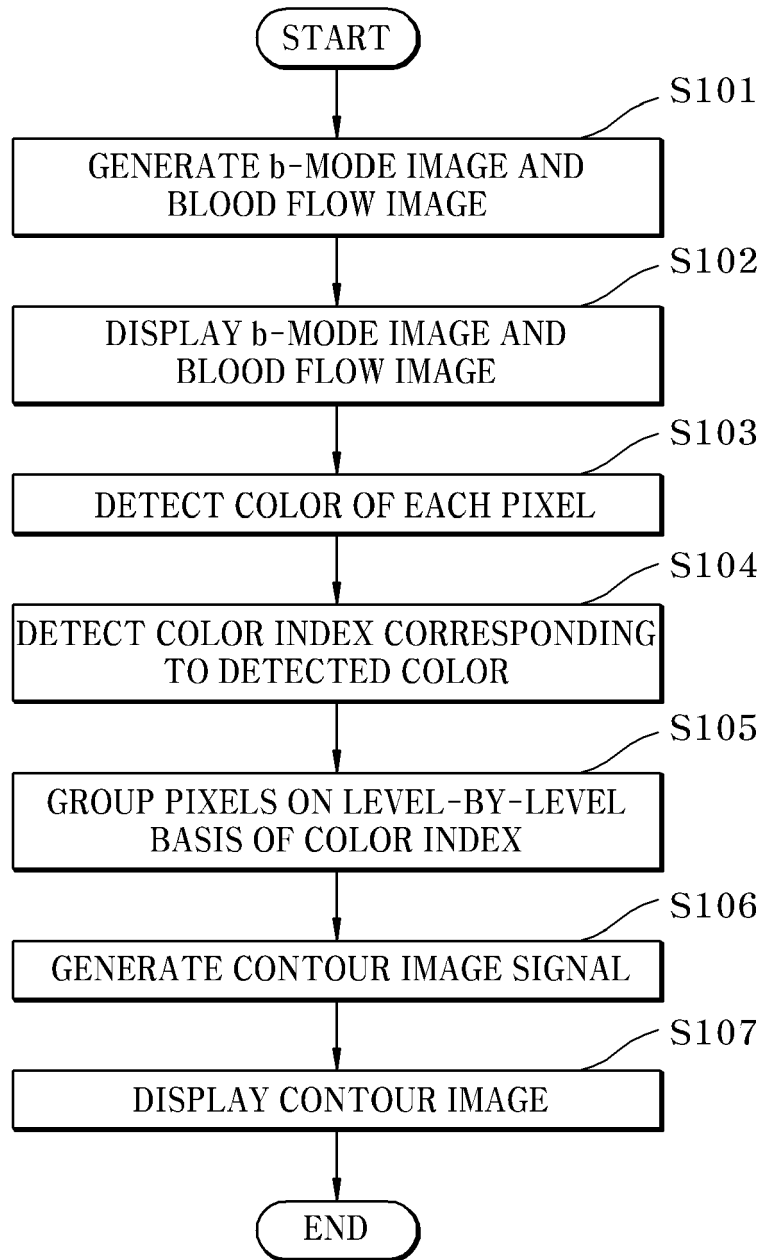 START
S101
GENERATE b-MODE IMAGE AND
BLOOD FLOW IMAGE
S102
DISPLAY b-MODE IMAGE AND
BLOOD FLOW IMAGE
S103
DETECT COLOR OF EACH PIXEL
S104
DETECT COLOR INDEX CORRESPONDING
TO DETECTED COLOR
S105
GROUP PIXELS ON LEVEL-BY-LEVEL
BASIS OF COLOR INDEX
S106
GENERATE CONTOUR IMAGE SIGNAL
S107
DISPLAY CONTOUR IMAGE
END